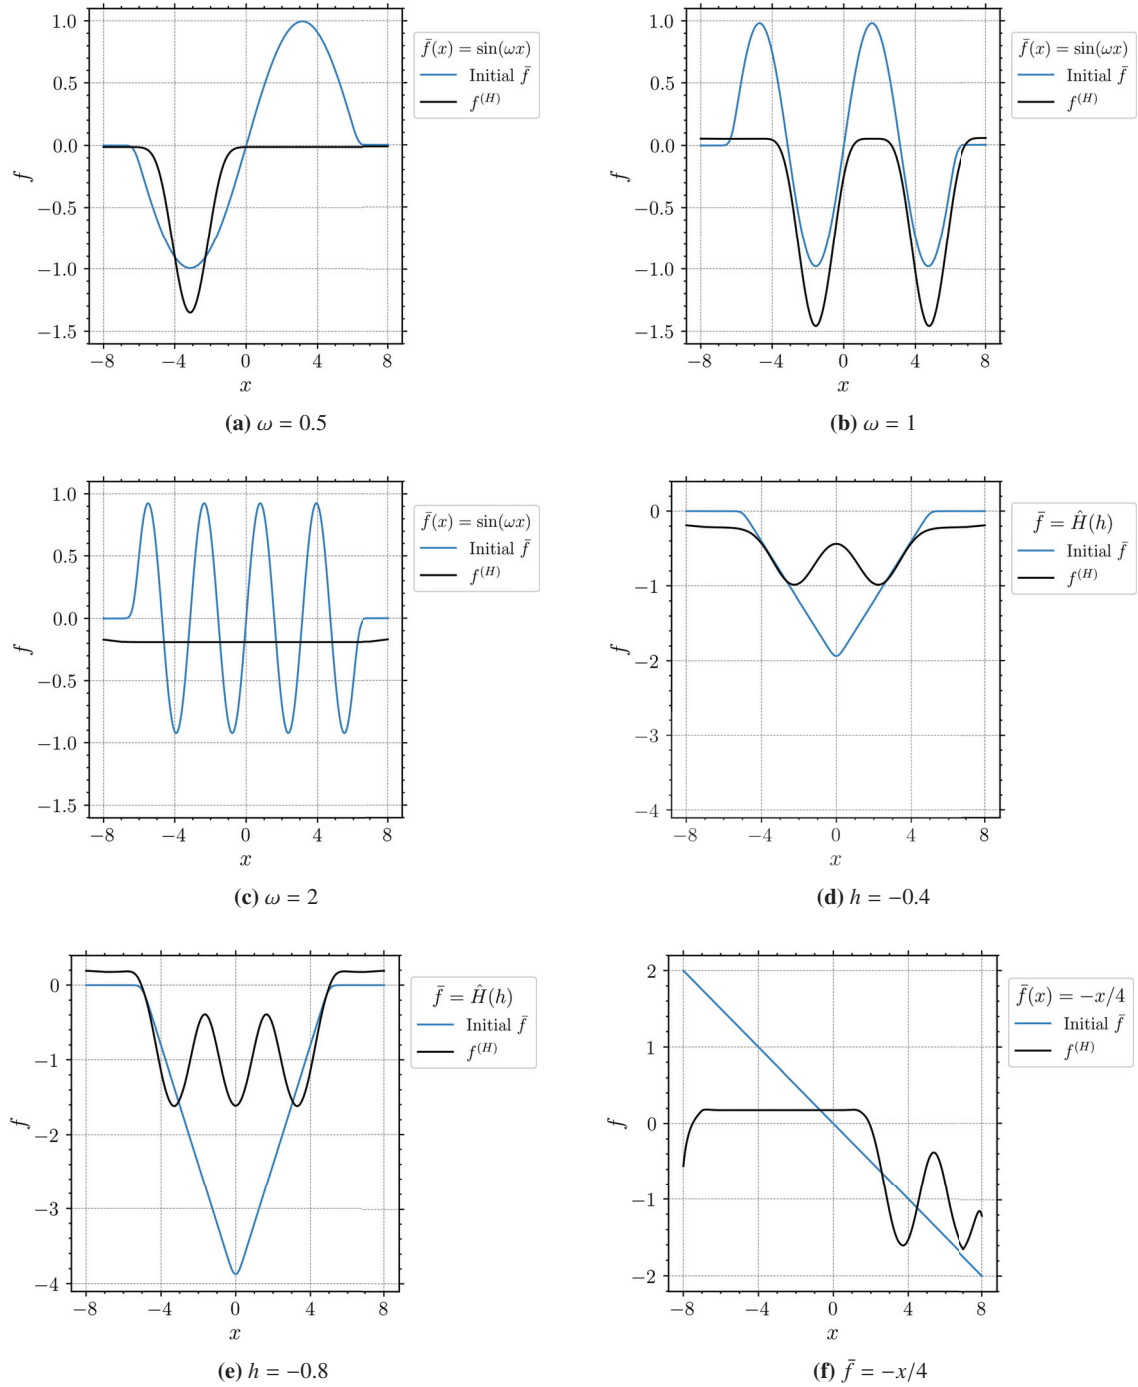 1.0
0.5
0.0
−0.5
−1.0
−1.5
f
−8 −4 0 4 8
x
f̄(x) = sin(ωx)
Initial f̄
f^(H)
(a) ω = 0.5
1.0
0.5
0.0
−0.5
−1.0
−1.5
f
−8 −4 0 4 8
x
f̄(x) = sin(ωx)
Initial f̄
f^(H)
(b) ω = 1
1.0
0.5
0.0
−0.5
−1.0
−1.5
f
−8 −4 0 4 8
x
f̄(x) = sin(ωx)
Initial f̄
f^(H)
(c) ω = 2
0
−1
−2
−3
−4
f
−8 −4 0 4 8
x
f̄ = Ĥ(h)
Initial f̄
f^(H)
(d) h = −0.4
0
−1
−2
−3
−4
f
−8 −4 0 4 8
x
f̄ = Ĥ(h)
Initial f̄
f^(H)
(e) h = −0.8
2
1
0
−1
−2
f
−8 −4 0 4 8
x
f̄(x) = −x/4
Initial f̄
f^(H)
(f) f̄ = −x/4